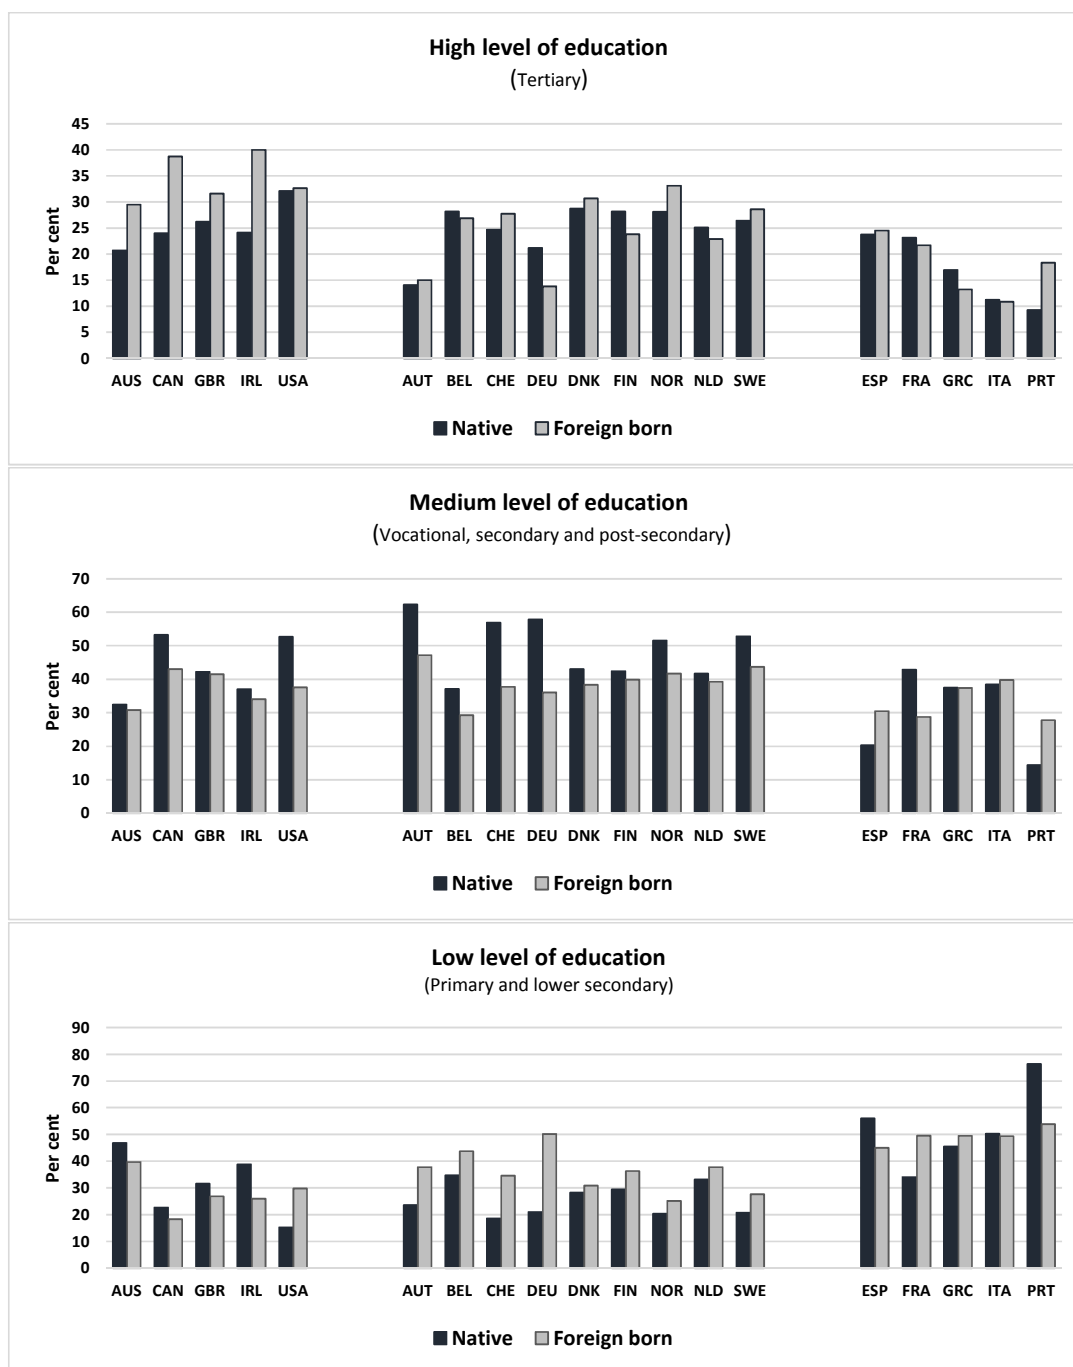 High level of education
(Tertiary)
45
40
35
30
25
20
15
10
5
0
Per cent
AUS CAN GBR IRL USA AUT BEL CHE DEU DNK FIN NOR NLD SWE ESP FRA GRC ITA PRT
Native Foreign born
Medium level of education
(Vocational, secondary and post-secondary)
70
60
50
40
30
20
10
0
Per cent
AUS CAN GBR IRL USA AUT BEL CHE DEU DNK FIN NOR NLD SWE ESP FRA GRC ITA PRT
Native Foreign born
Low level of education
(Primary and lower secondary)
90
80
70
60
50
40
30
20
10
0
Per cent
AUS CAN GBR IRL USA AUT BEL CHE DEU DNK FIN NOR NLD SWE ESP FRA GRC ITA PRT
Native Foreign born